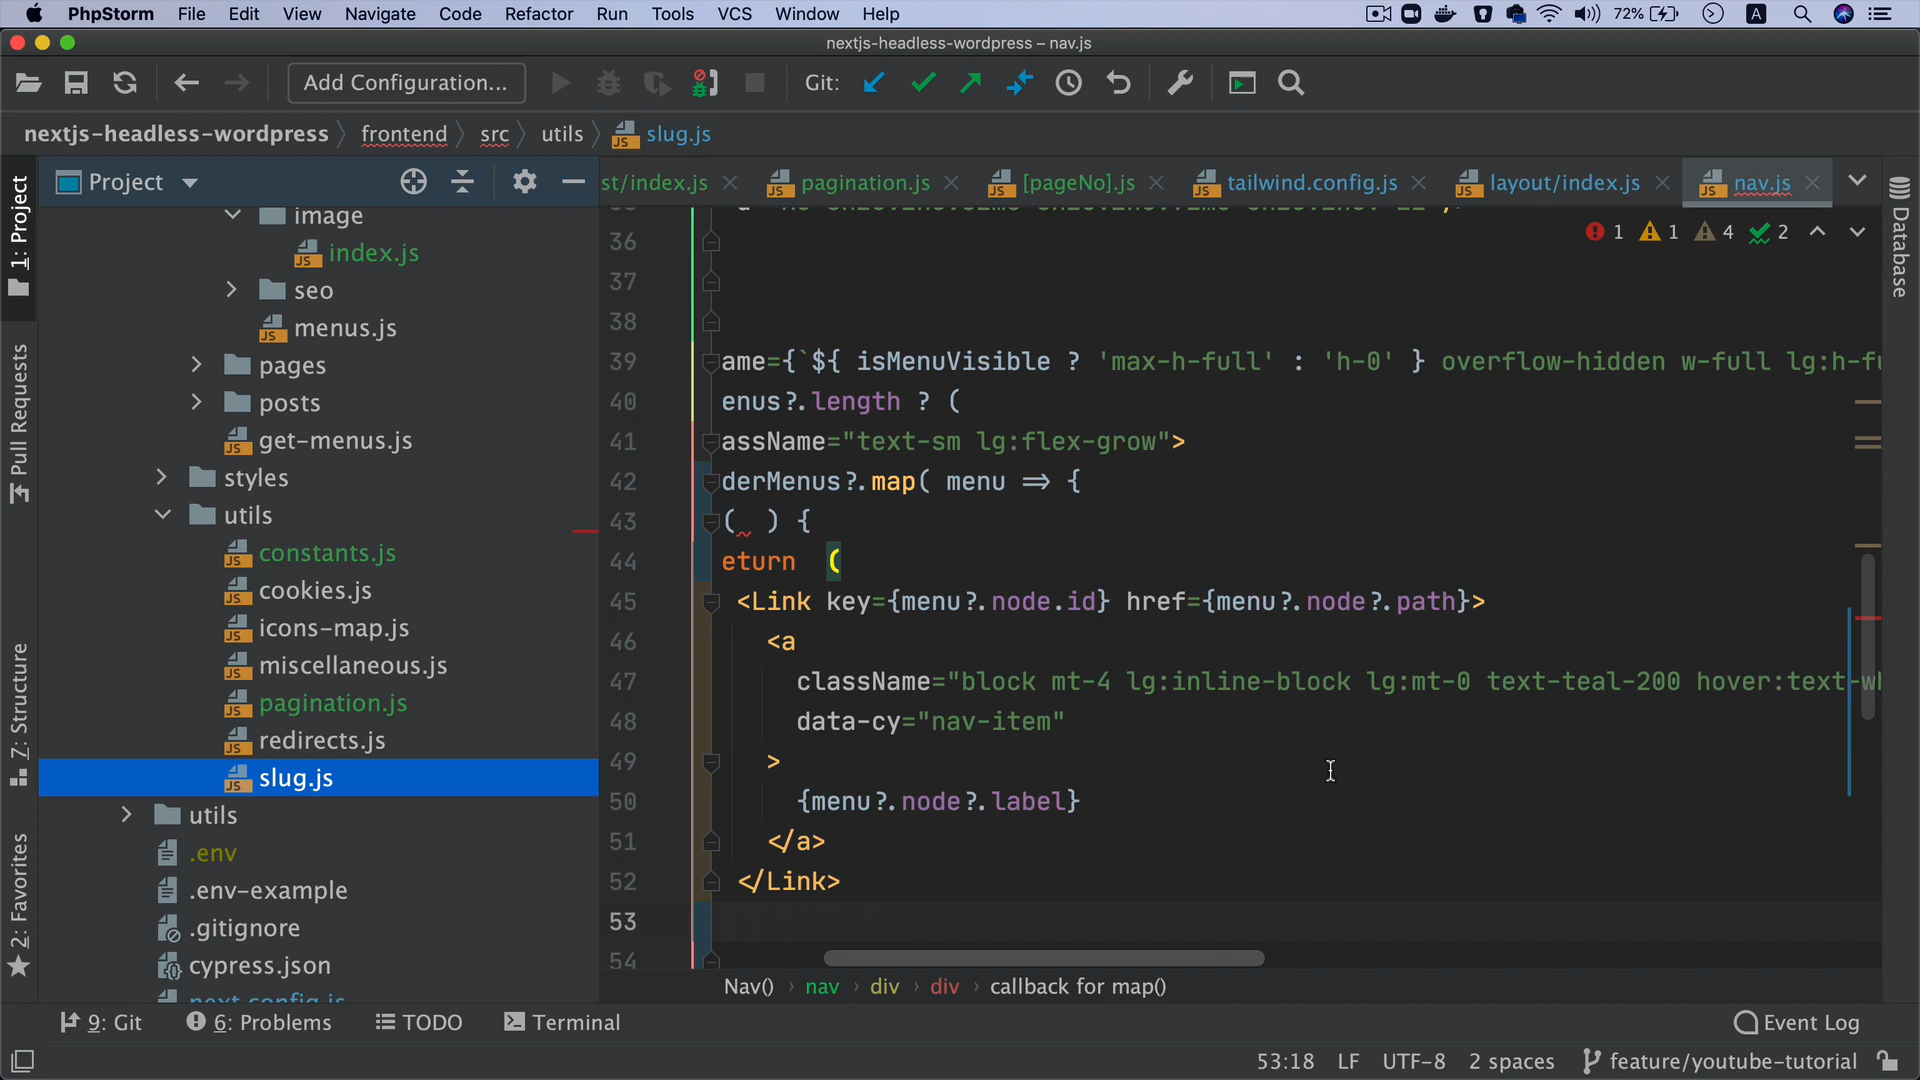 PhpStorm File Edit View Navigate Code Refactor Run Tools VCS Window Help 72% A
nextjs-headless-wordpress – nav.js
Add Configuration... Git:
nextjs-headless-wordpress frontend src utils slug.js
Project st/index.js pagination.js [pageNo].js tailwind.config.js layout/index.js nav.js
1: Project
Pull Requests
Z: Structure
2: Favorites
Database
image
index.js
seo
menus.js
pages
posts
get-menus.js
styles
utils
constants.js
cookies.js
icons-map.js
miscellaneous.js
pagination.js
redirects.js
slug.js
utils
.env
.env-example
.gitignore
cypress.json
next.config.js
1 1 4 2
36
37
38
39 ame={`${ isMenuVisible ? 'max-h-full' : 'h-0' } overflow-hidden w-full lg:h-fu
40 enus?.length ? (
41 assName="text-sm lg:flex-grow">
42 derMenus?.map( menu => {
43 ( ) {
44 eturn (
45 <Link key={menu?.node.id} href={menu?.node?.path}>
46 <a
47 className="block mt-4 lg:inline-block lg:mt-0 text-teal-200 hover:text-wh
48 data-cy="nav-item"
49 >
50 {menu?.node?.label}
51 </a>
52 </Link>
53
54
Nav() nav div div callback for map()
9: Git 6: Problems TODO Terminal Event Log
53:18 LF UTF-8 2 spaces feature/youtube-tutorial